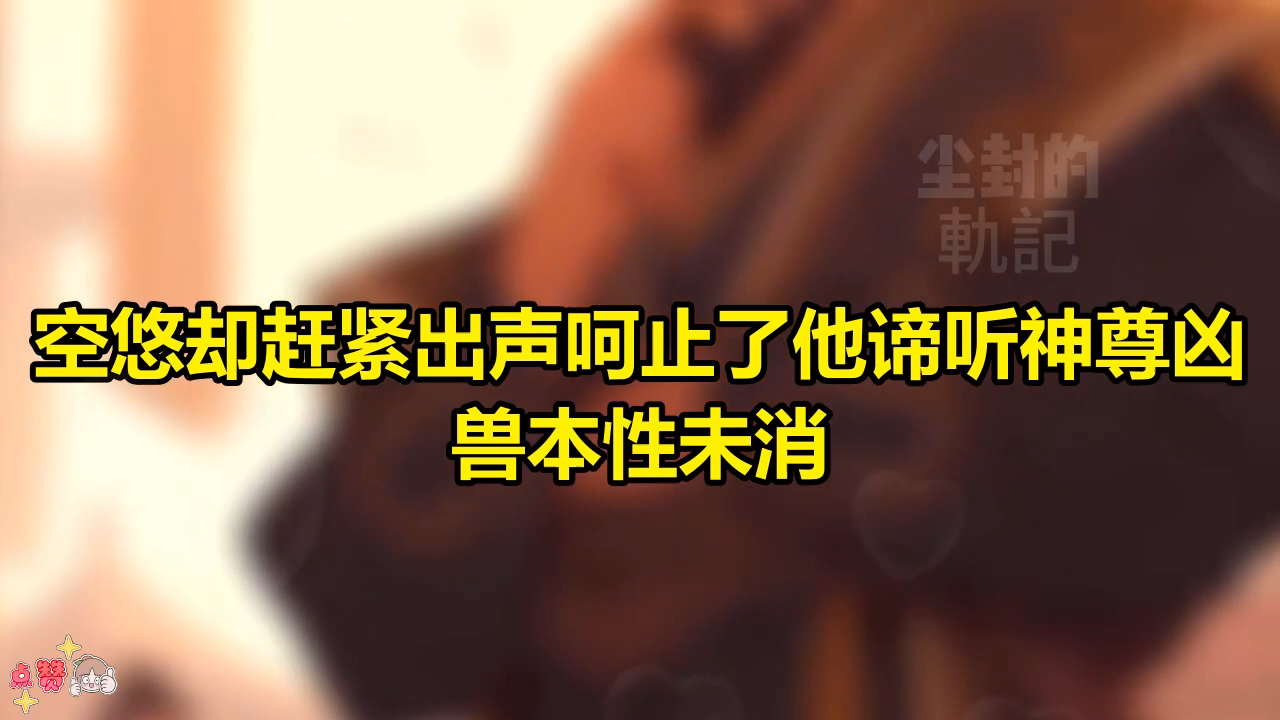 尘封的
軌記
空悠却赶紧出声呵止了他谛听神尊凶
兽本性未消
点赞